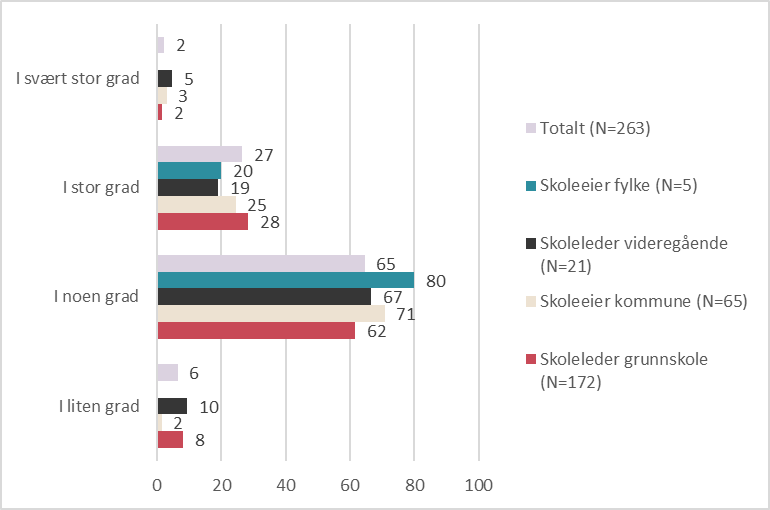 2
I svært stor grad
5
3
2
27
20
I stor grad
19
25
28
65
80
I noen grad
67
71
62
6
I liten grad
10
2
8
0 20 40 60 80 100
Totalt (N=263)
Skoleeier fylke (N=5)
Skoleleder videregående
(N=21)
Skoleeier kommune (N=65)
Skoleleder grunnskole
(N=172)